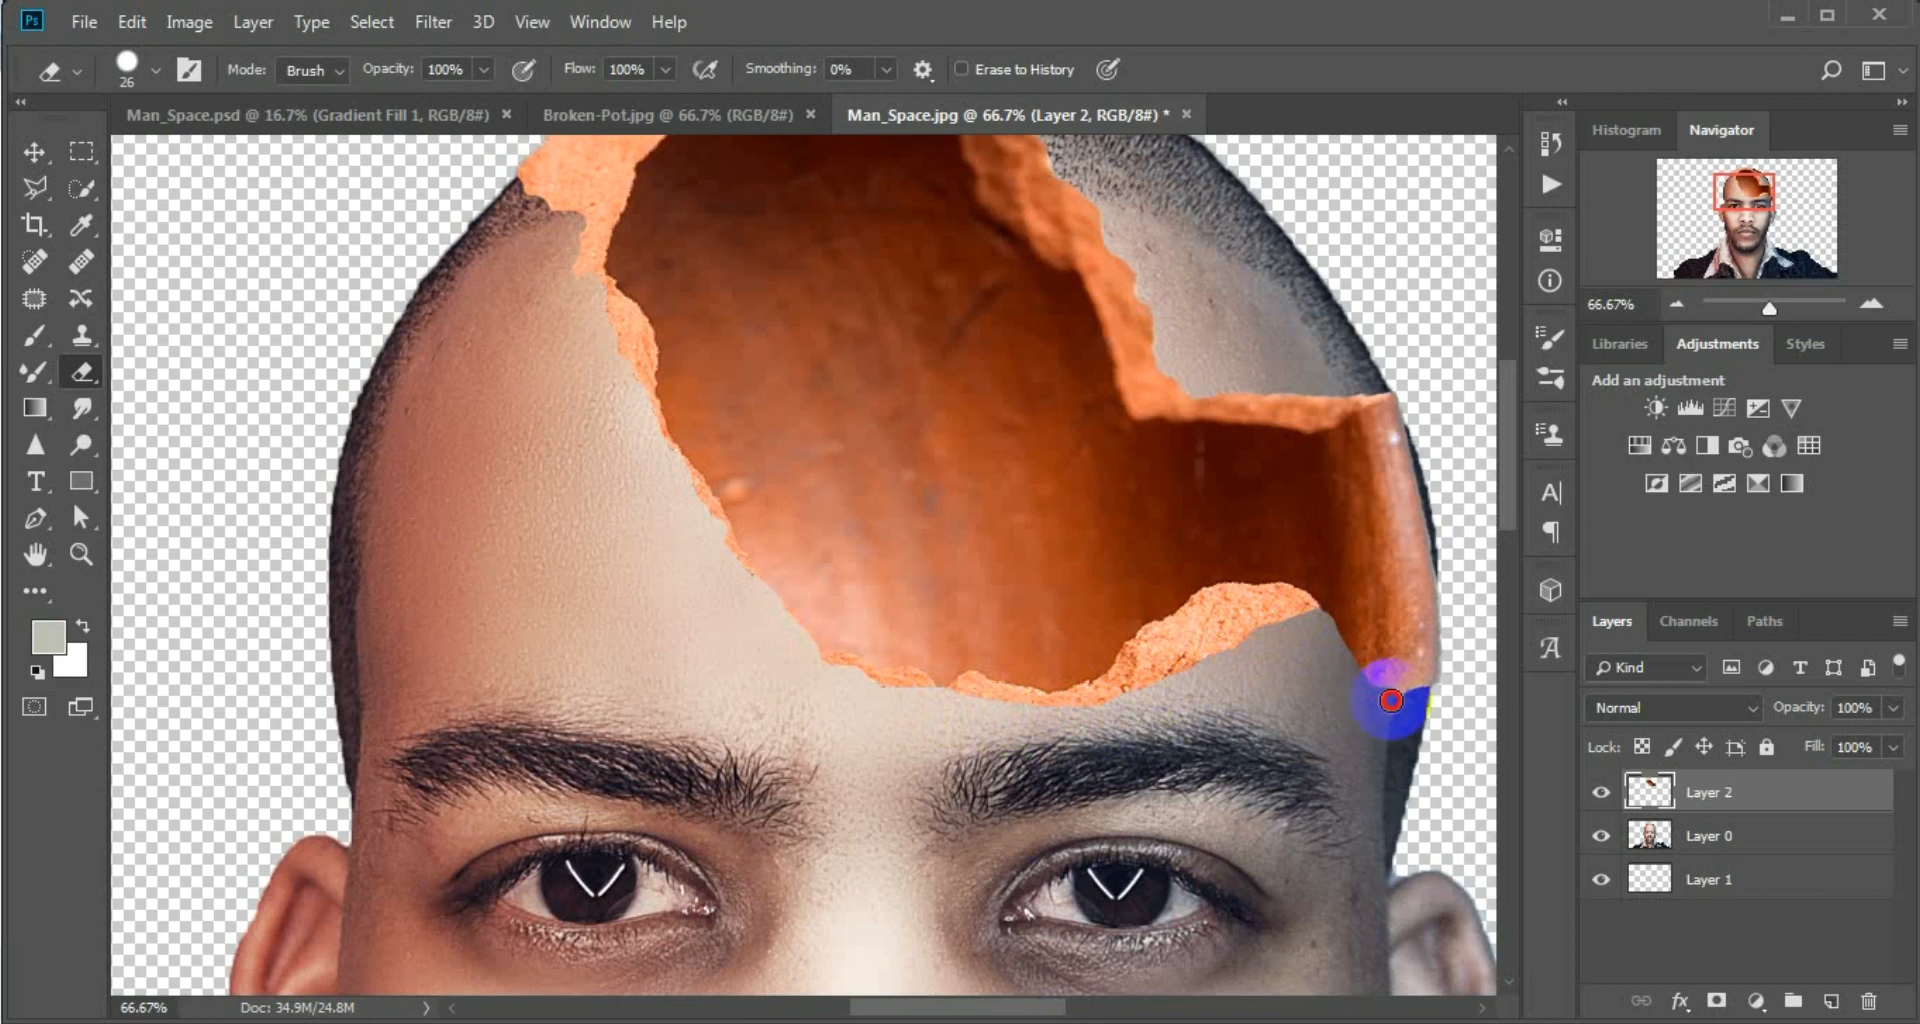 Ps File Edit Image Layer Type Select Filter 3D View Window Help
26 Mode: Brush Opacity: 100% Flow: 100% Smoothing: 0% Erase to History
Man_Space.psd @ 16.7% (Gradient Fill 1, RGB/8#) × Broken-Pot.jpg @ 66.7% (RGB/8#) × Man_Space.jpg @ 66.7% (Layer 2, RGB/8#) * ×
Histogram Navigator
66.67%
Libraries Adjustments Styles
Add an adjustment
Layers Channels Paths
Kind
Normal Opacity: 100%
Lock: Fill: 100%
Layer 2
Layer 0
Layer 1
66.67% Doc: 34.9M/24.8M